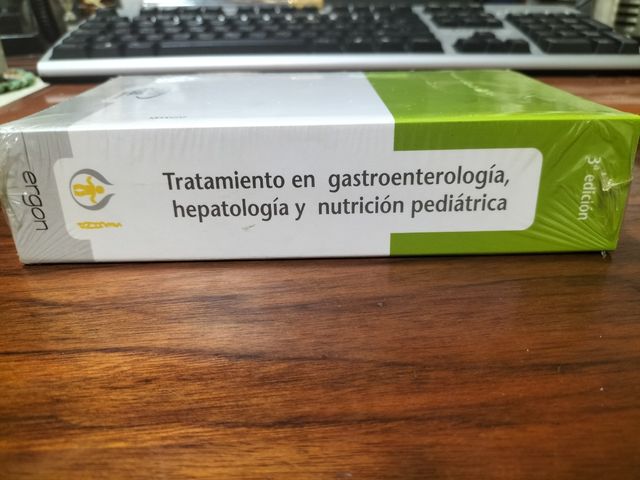 ergon
Tratamiento en gastroenterología,
hepatología y nutrición pediátrica
3ª edición